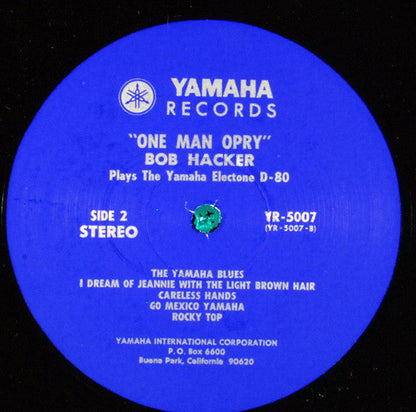 YAMAHA
RECORDS
"ONE MAN OPRY"
BOB HACKER
Plays The Yamaha Electone D-80
SIDE 2
STEREO
YR-5007
(YR-5007-B)
THE YAMAHA BLUES
I DREAM OF JEANNIE WITH THE LIGHT BROWN HAIR
CARELESS HANDS
GO MEXICO YAMAHA
ROCKY TOP
YAMAHA INTERNATIONAL CORPORATION
P.O. Box 6600
Buena Park, California 90620